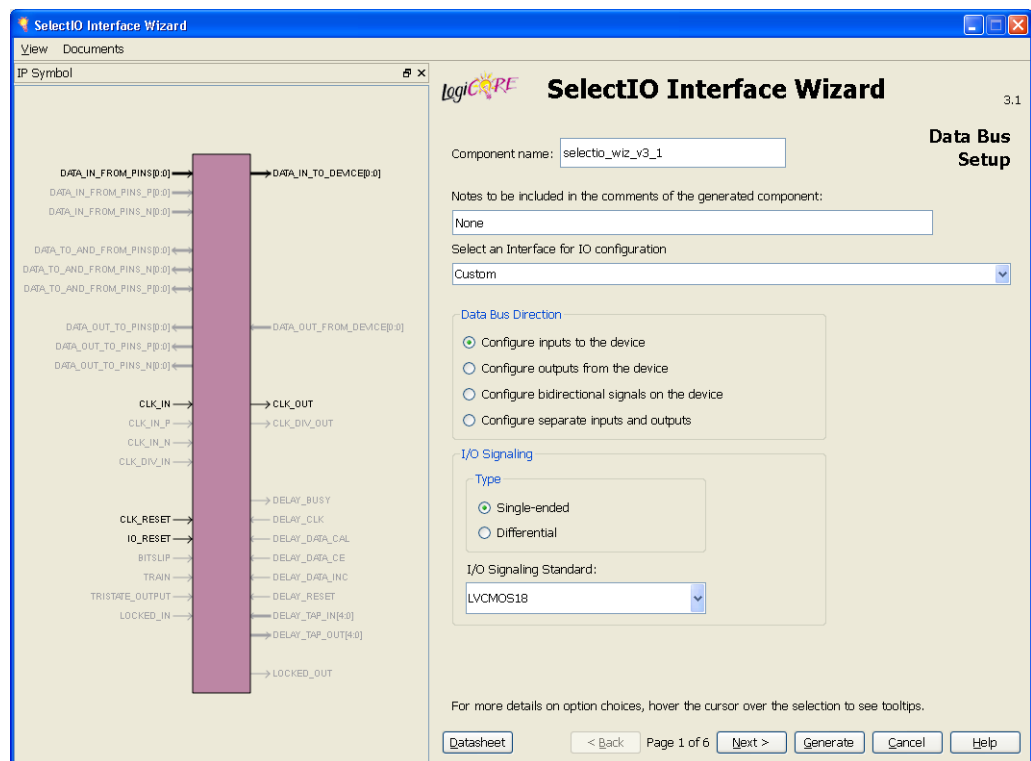 SelectIO Interface Wizard
View Documents
IP Symbol
DATA_IN_FROM_PINS[0:0]
DATA_IN_TO_DEVICE[0:0]
DATA_IN_FROM_PINS_P[0:0]
DATA_IN_FROM_PINS_N[0:0]
DATA_TO_AND_FROM_PINS[0:0]
DATA_TO_AND_FROM_PINS_N[0:0]
DATA_TO_AND_FROM_PINS_P[0:0]
DATA_OUT_TO_PINS[0:0]
DATA_OUT_FROM_DEVICE[0:0]
DATA_OUT_TO_PINS_P[0:0]
DATA_OUT_TO_PINS_N[0:0]
CLK_IN
CLK_OUT
CLK_IN_P
CLK_DIV_OUT
CLK_IN_N
CLK_DIV_IN
DELAY_BUSY
CLK_RESET
DELAY_CLK
IO_RESET
DELAY_DATA_CAL
BITSLIP
DELAY_DATA_CE
TRAIN
DELAY_DATA_INC
TRISTATE_OUTPUT
DELAY_RESET
LOCKED_IN
DELAY_TAP_IN[4:0]
DELAY_TAP_OUT[4:0]
LOCKED_OUT
LogiCORE
SelectIO Interface Wizard
3.1
Data Bus
Setup
Component name: selectio_wiz_v3_1
Notes to be included in the comments of the generated component:
None
Select an Interface for IO configuration
Custom
Data Bus Direction
Configure inputs to the device
Configure outputs from the device
Configure bidirectional signals on the device
Configure separate inputs and outputs
I/O Signaling
Type
Single-ended
Differential
I/O Signaling Standard:
LVCMOS18
For more details on option choices, hover the cursor over the selection to see tooltips.
Datasheet < Back Page 1 of 6 Next > Generate Cancel Help